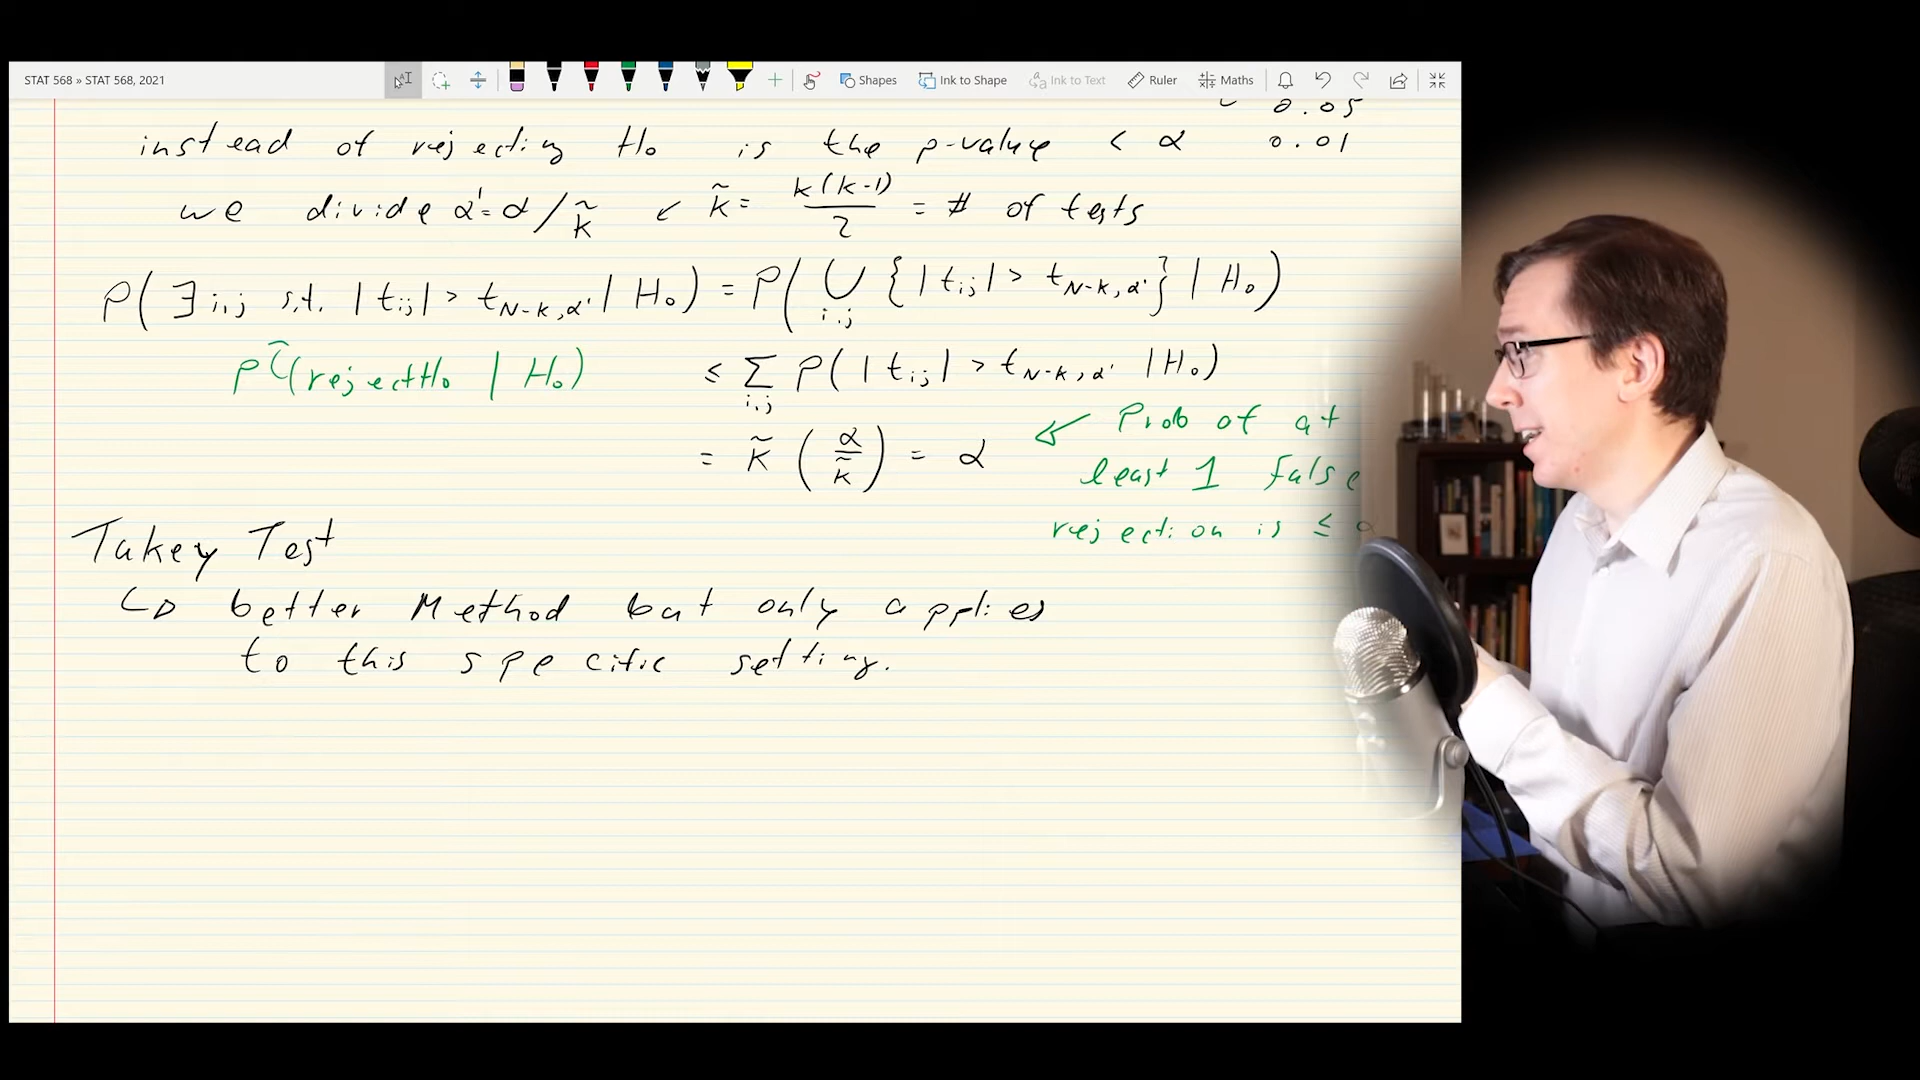 STAT 568 » STAT 568, 2021
Shapes Ink to Shape Ink to Text Ruler Maths
0.05
instead of rejecting H₀ is the p-value < α 0.01
we divide α' = α / k̃ ↙ k̃ = k(k-1)/2 = # of tests
P( ∃ i,j s.t. |tᵢⱼ| > t_{N-k,α'} | H₀ ) = P( ⋃_{i,j} { |tᵢⱼ| > t_{N-k,α'} } | H₀ )
P(reject H₀ | H₀)
≤ Σ_{i,j} P( |tᵢⱼ| > t_{N-k,α'} | H₀ )
= k̃ ( α / k̃ ) = α
← Prob of at
least 1 false
rejection is ≤ α
Tukey Test
↳ better Method but only applies
to this specific setting.